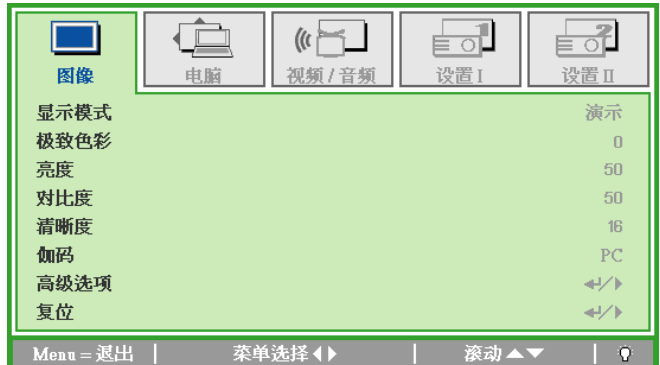 图像 电脑 视频 / 音频 设置 I 设置 II
显示模式 演示
极致色彩 0
亮度 50
对比度 50
清晰度 16
伽码 PC
高级选项
复位
Menu = 退出 菜单选择 滚动